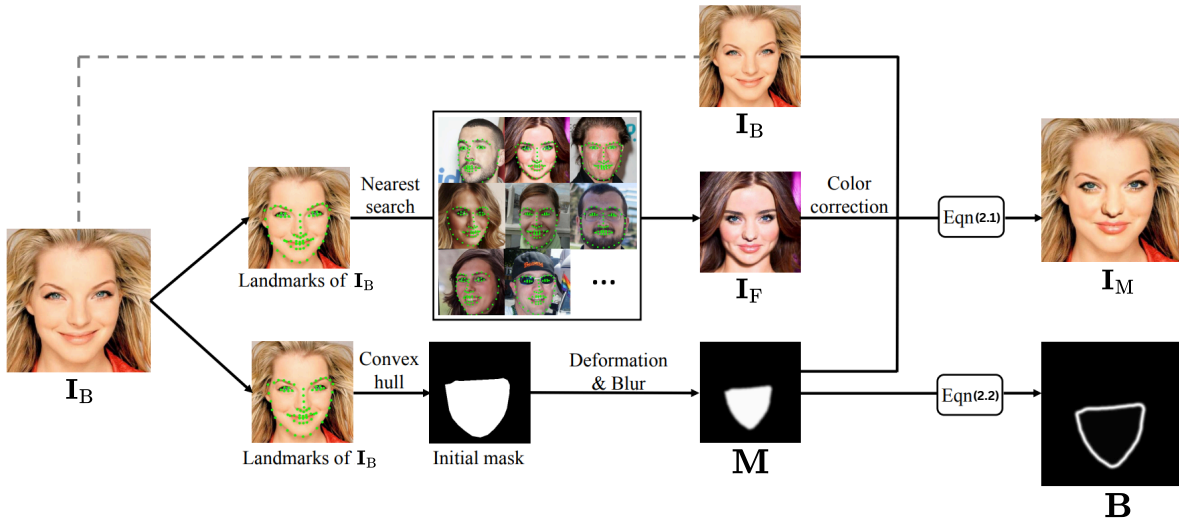 I_B
Nearest
search
Color
correction
Eqn(2.1)
Landmarks of I_B
I_F
I_M
...
I_B
Convex
hull
Deformation
& Blur
Eqn(2.2)
Landmarks of I_B
Initial mask
M
B